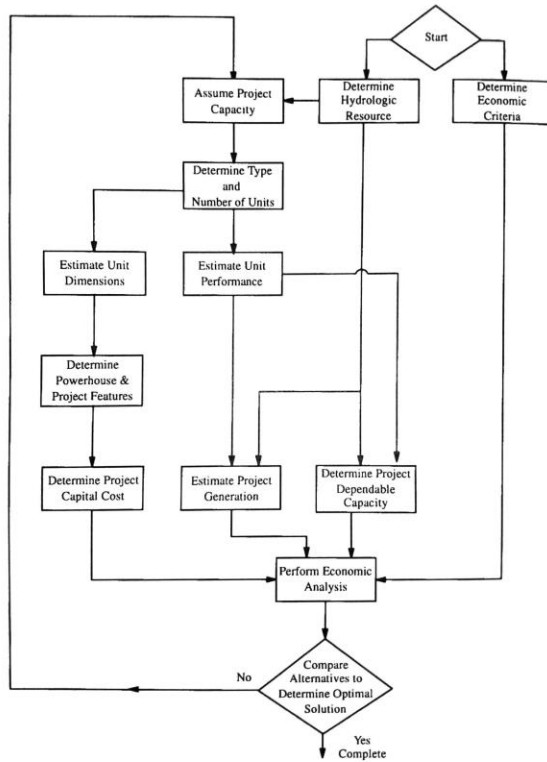 Start
Assume Project
Capacity
Determine
Hydrologic
Resource
Determine
Economic
Criteria
Determine Type
and
Number of Units
Estimate Unit
Dimensions
Estimate Unit
Performance
Determine
Powerhouse &
Project Features
Determine Project
Capital Cost
Estimate Project
Generation
Determine Project
Dependable
Capacity
Perform Economic
Analysis
Compare
Alternatives to
Determine Optimal
Solution
No
Yes
Complete